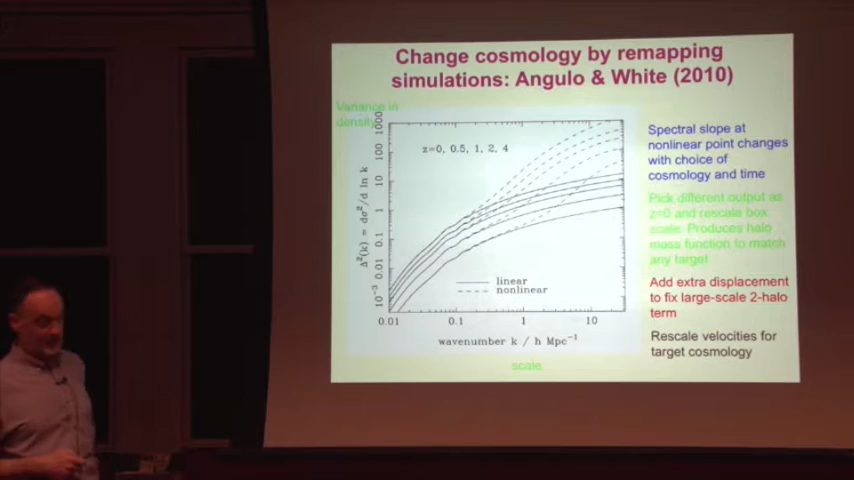 Change cosmology by remapping
simulations: Angulo & White (2010)
Variance in
density
z=0, 0.5, 1, 2, 4
Δ²(k) = dσ²/d ln k
1000
100
10
1
0.1
0.01
10⁻³
linear
nonlinear
0.01
0.1
1
10
wavenumber k / h Mpc⁻¹
scale
Spectral slope at
nonlinear point changes
with choice of
cosmology and time
Pick different output as
z=0 and rescale box
scale: Produces halo
mass function to match
any target
Add extra displacement
to fix large-scale 2-halo
term
Rescale velocities for
target cosmology